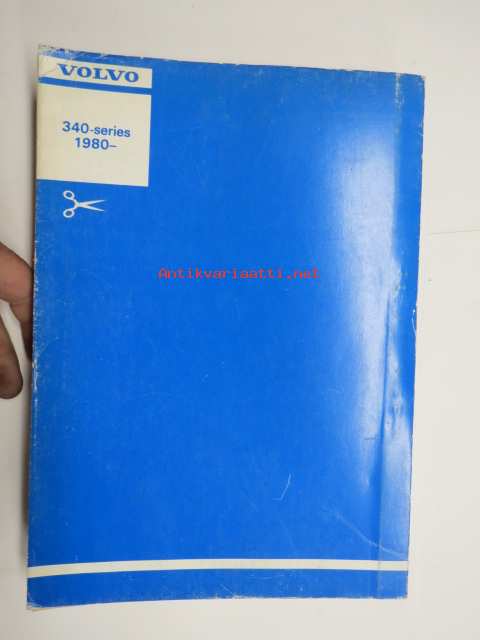 VOLVO
340-series
1980–
Antikvariaatti.net